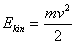 E_kin = mv²/2